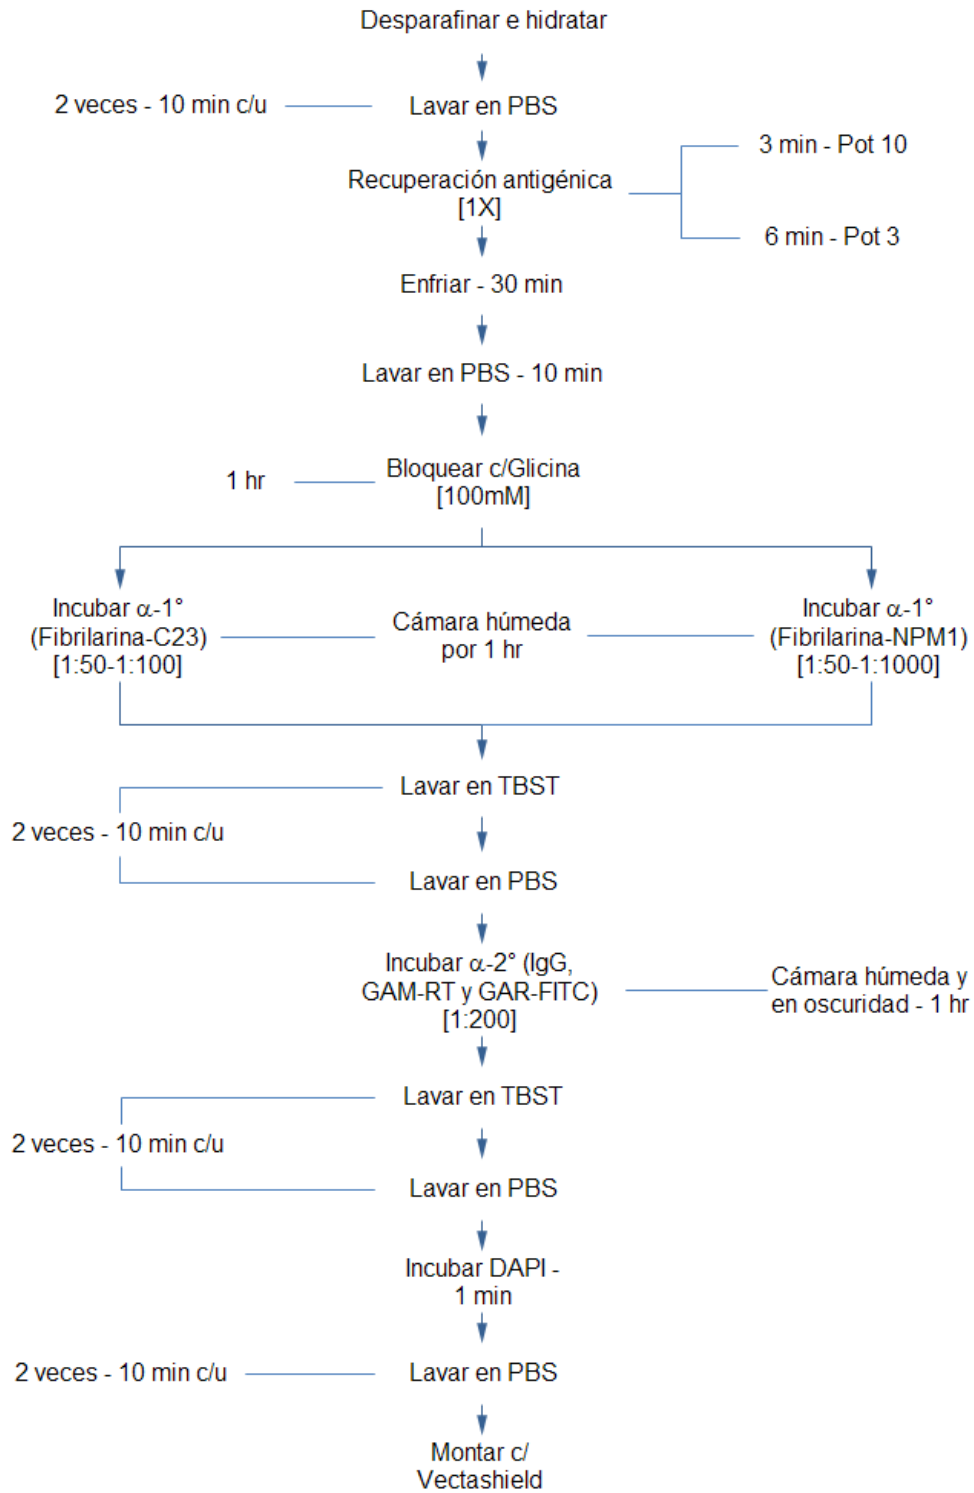 Desparafinar e hidratar
2 veces - 10 min c/u
Lavar en PBS
3 min - Pot 10
Recuperación antigénica
[1X]
6 min - Pot 3
Enfriar - 30 min
Lavar en PBS - 10 min
1 hr
Bloquear c/Glicina
[100mM]
Incubar α-1°
(Fibrilarina-C23)
[1:50-1:100]
Cámara húmeda
por 1 hr
Incubar α-1°
(Fibrilarina-NPM1)
[1:50-1:1000]
Lavar en TBST
2 veces - 10 min c/u
Lavar en PBS
Incubar α-2° (IgG,
GAM-RT y GAR-FITC)
[1:200]
Cámara húmeda y
en oscuridad - 1 hr
Lavar en TBST
2 veces - 10 min c/u
Lavar en PBS
Incubar DAPI -
1 min
2 veces - 10 min c/u
Lavar en PBS
Montar c/
Vectashield